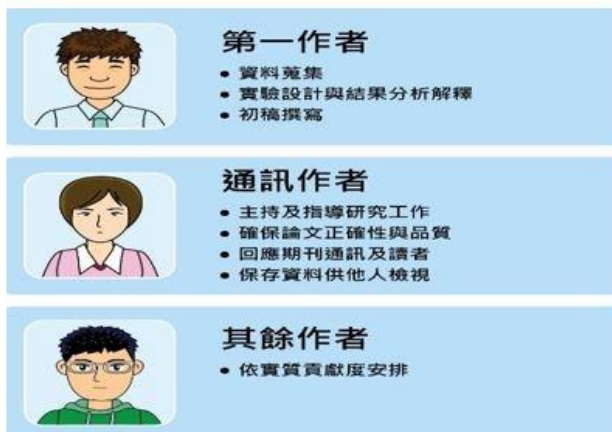 第一作者
• 資料蒐集
• 實驗設計與結果分析解釋
• 初稿撰寫
通訊作者
• 主持及指導研究工作
• 確保論文正確性與品質
• 回應期刊通訊及讀者
• 保存資料供他人檢視
其餘作者
• 依實質貢獻度安排